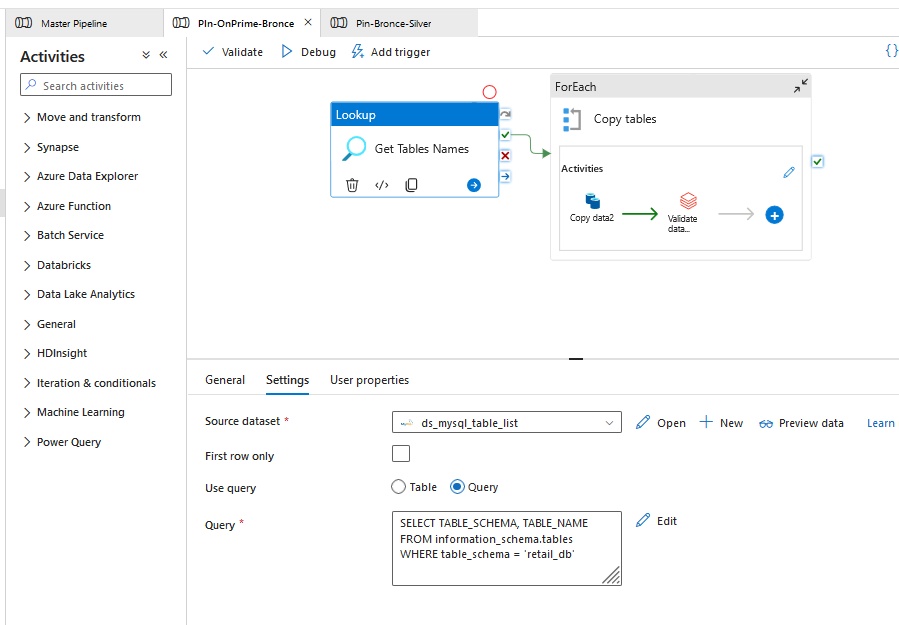 Master Pipeline
PIn-OnPrime-Bronce
Pin-Bronce-Silver
Activities
Search activities
Move and transform
Synapse
Azure Data Explorer
Azure Function
Batch Service
Databricks
Data Lake Analytics
General
HDInsight
Iteration & conditionals
Machine Learning
Power Query
Validate
Debug
Add trigger
{}
Lookup
Get Tables Names
ForEach
Copy tables
Activities
Copy data2
Validate
data...
General
Settings
User properties
Source dataset *
ds_mysql_table_list
Open
New
Preview data
Learn
First row only
Use query
Table
Query
Query *
SELECT TABLE_SCHEMA, TABLE_NAME
FROM information_schema.tables
WHERE table_schema = 'retail_db'
Edit